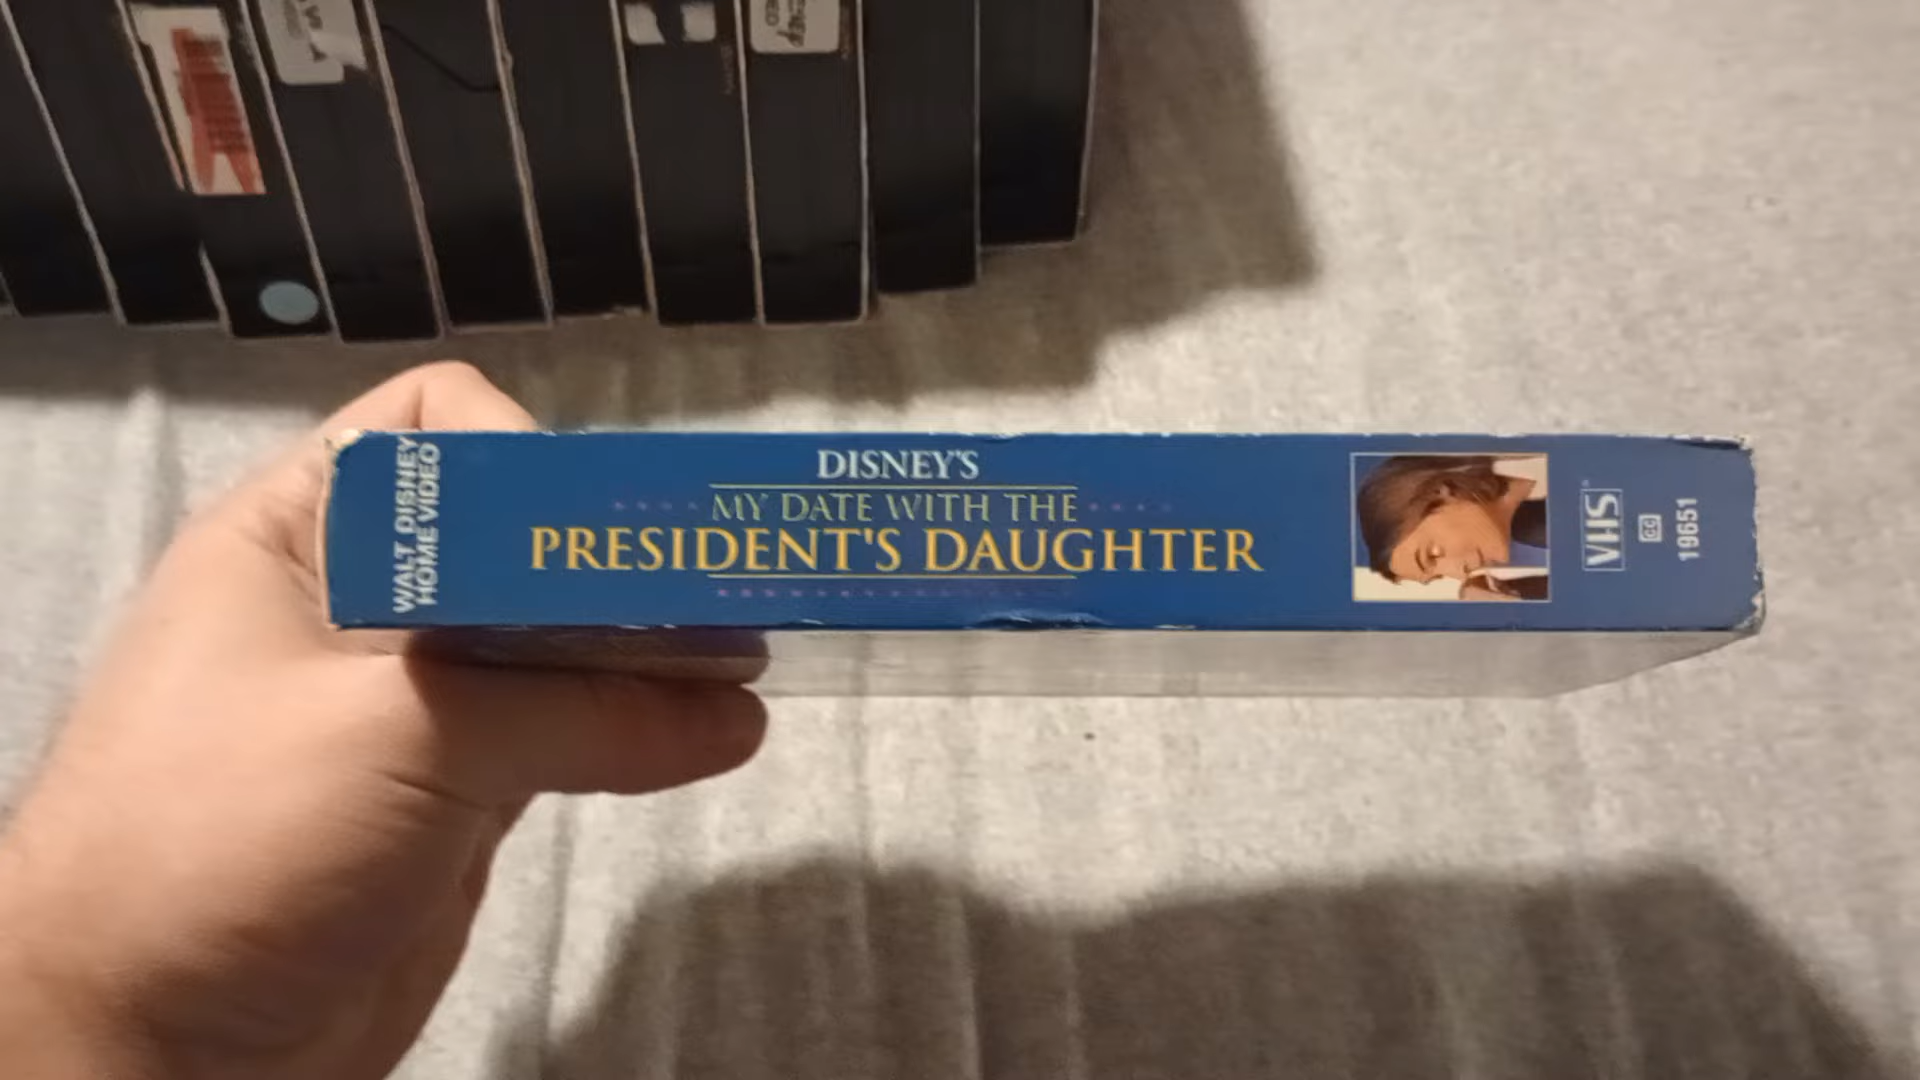 WALT DISNEY
HOME VIDEO
DISNEY'S
MY DATE WITH THE
PRESIDENT'S DAUGHTER
VHS
CC
19651